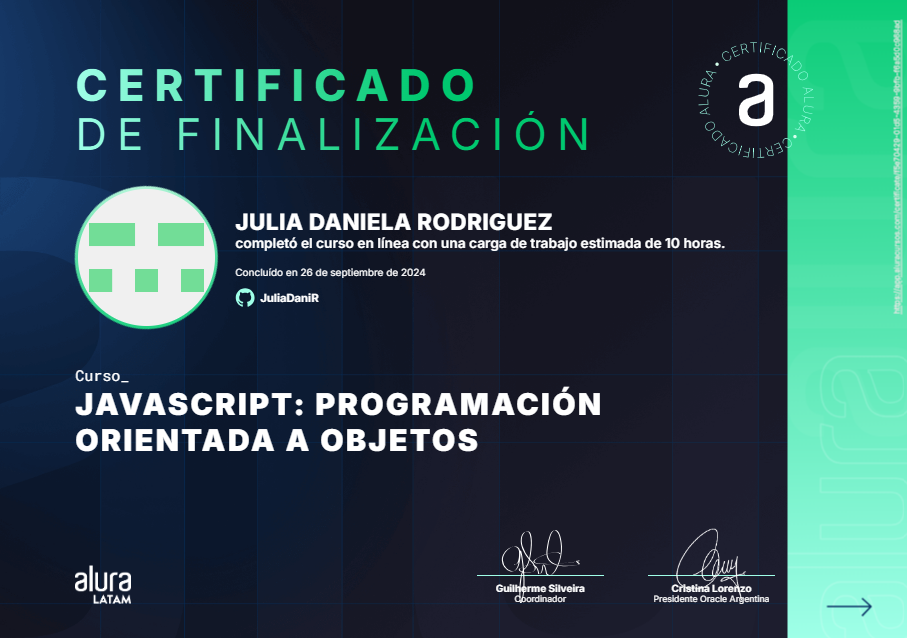 CERTIFICADO
DE FINALIZACIÓN
CERTIFICADO ALURA • CERTIFICADO ALURA •
a
JULIA DANIELA RODRIGUEZ
completó el curso en línea con una carga de trabajo estimada de 10 horas.
Concluído en 26 de septiembre de 2024
JuliaDaniR
Curso_
JAVASCRIPT: PROGRAMACIÓN
ORIENTADA A OBJETOS
alura
LATAM
Guilherme Silveira
Coordinador
Cristina Lorenzo
Presidente Oracle Argentina
alura